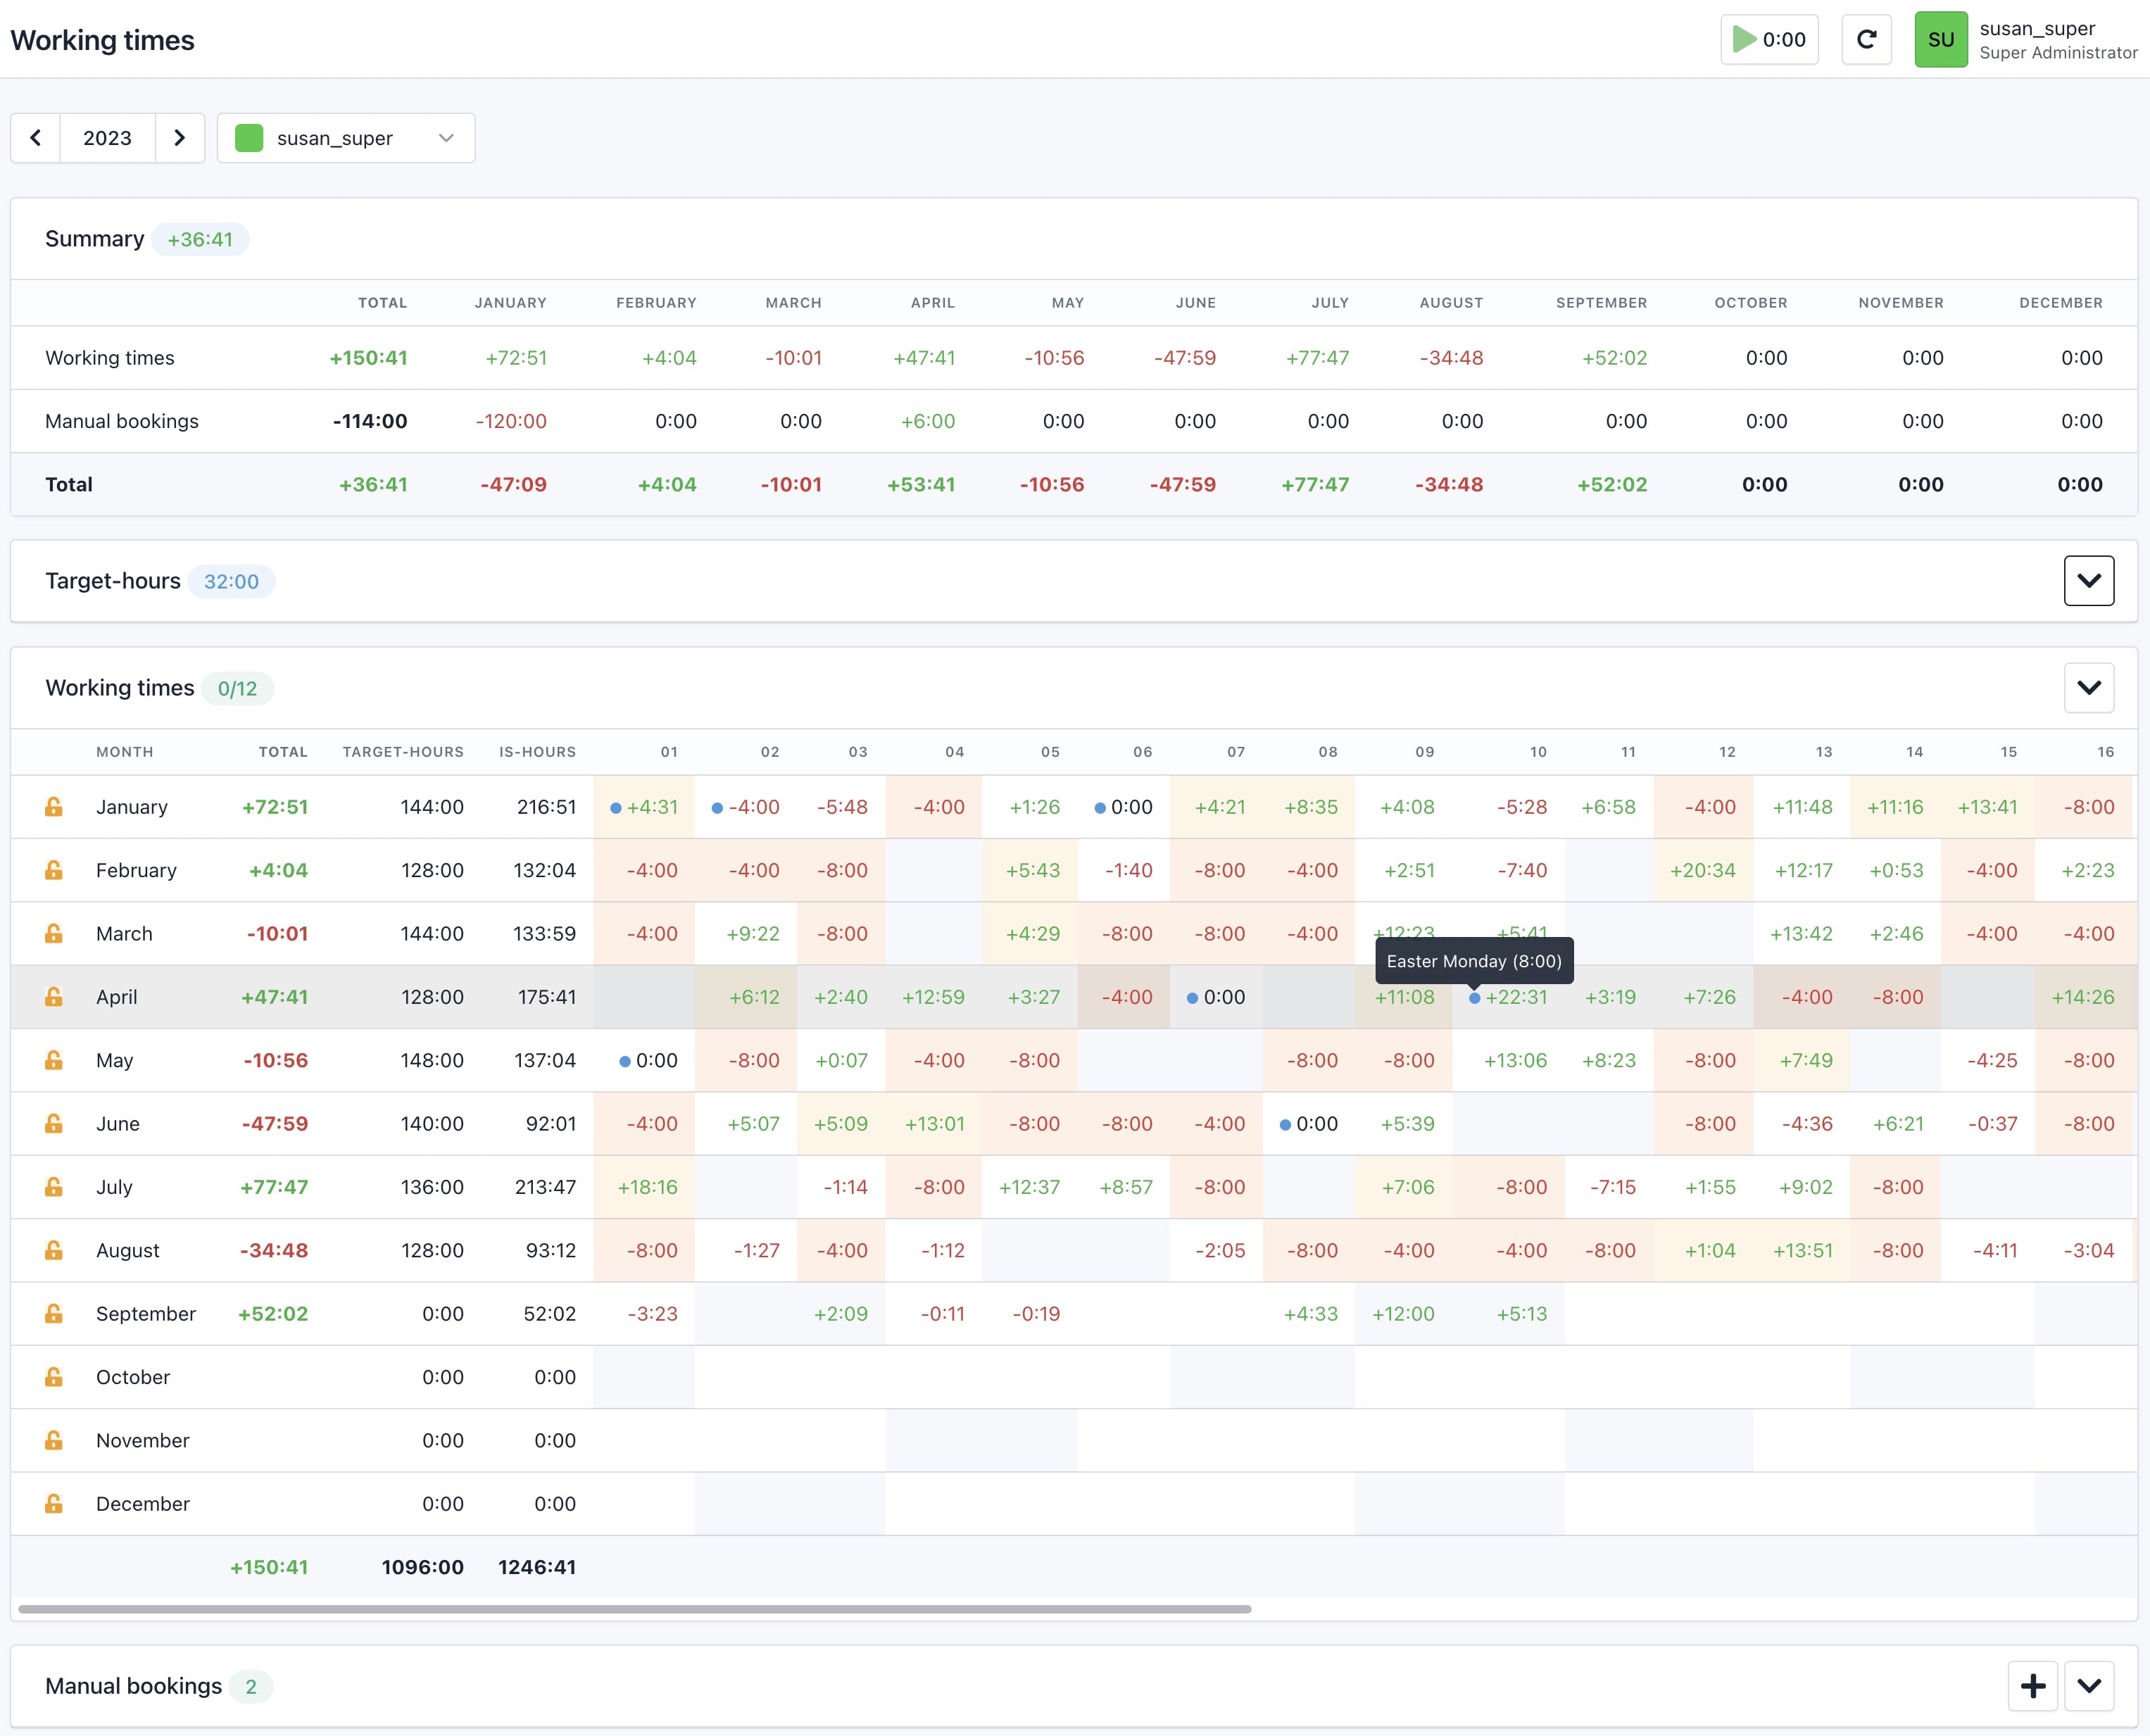 Working times
0:00
SU
susan_super
Super Administrator
2023
susan_super
Summary +36:41
TOTAL JANUARY FEBRUARY MARCH APRIL MAY JUNE JULY AUGUST SEPTEMBER OCTOBER NOVEMBER DECEMBER
Working times +150:41 +72:51 +4:04 -10:01 +47:41 -10:56 -47:59 +77:47 -34:48 +52:02 0:00 0:00 0:00
Manual bookings -114:00 -120:00 0:00 0:00 +6:00 0:00 0:00 0:00 0:00 0:00 0:00 0:00 0:00
Total +36:41 -47:09 +4:04 -10:01 +53:41 -10:56 -47:59 +77:47 -34:48 +52:02 0:00 0:00 0:00
Target-hours 32:00
Working times 0/12
MONTH TOTAL TARGET-HOURS IS-HOURS 01 02 03 04 05 06 07 08 09 10 11 12 13 14 15 16
January +72:51 144:00 216:51 +4:31 -4:00 -5:48 -4:00 +1:26 0:00 +4:21 +8:35 +4:08 -5:28 +6:58 -4:00 +11:48 +11:16 +13:41 -8:00
February +4:04 128:00 132:04 -4:00 -4:00 -8:00 +5:43 -1:40 -8:00 -4:00 +2:51 -7:40 +20:34 +12:17 +0:53 -4:00 +2:23
March -10:01 144:00 133:59 -4:00 +9:22 -8:00 +4:29 -8:00 -8:00 -4:00 +12:23 +5:41 +13:42 +2:46 -4:00 -4:00
Easter Monday (8:00)
April +47:41 128:00 175:41 +6:12 +2:40 +12:59 +3:27 -4:00 0:00 +11:08 +22:31 +3:19 +7:26 -4:00 -8:00 +14:26
May -10:56 148:00 137:04 0:00 -8:00 +0:07 -4:00 -8:00 -8:00 -8:00 +13:06 +8:23 -8:00 +7:49 -4:25 -8:00
June -47:59 140:00 92:01 -4:00 +5:07 +5:09 +13:01 -8:00 -8:00 -4:00 0:00 +5:39 -8:00 -4:36 +6:21 -0:37 -8:00
July +77:47 136:00 213:47 +18:16 -1:14 -8:00 +12:37 +8:57 -8:00 +7:06 -8:00 -7:15 +1:55 +9:02 -8:00
August -34:48 128:00 93:12 -8:00 -1:27 -4:00 -1:12 -2:05 -8:00 -4:00 -4:00 -8:00 +1:04 +13:51 -8:00 -4:11 -3:04
September +52:02 0:00 52:02 -3:23 +2:09 -0:11 -0:19 +4:33 +12:00 +5:13
October 0:00 0:00
November 0:00 0:00
December 0:00 0:00
+150:41 1096:00 1246:41
Manual bookings 2